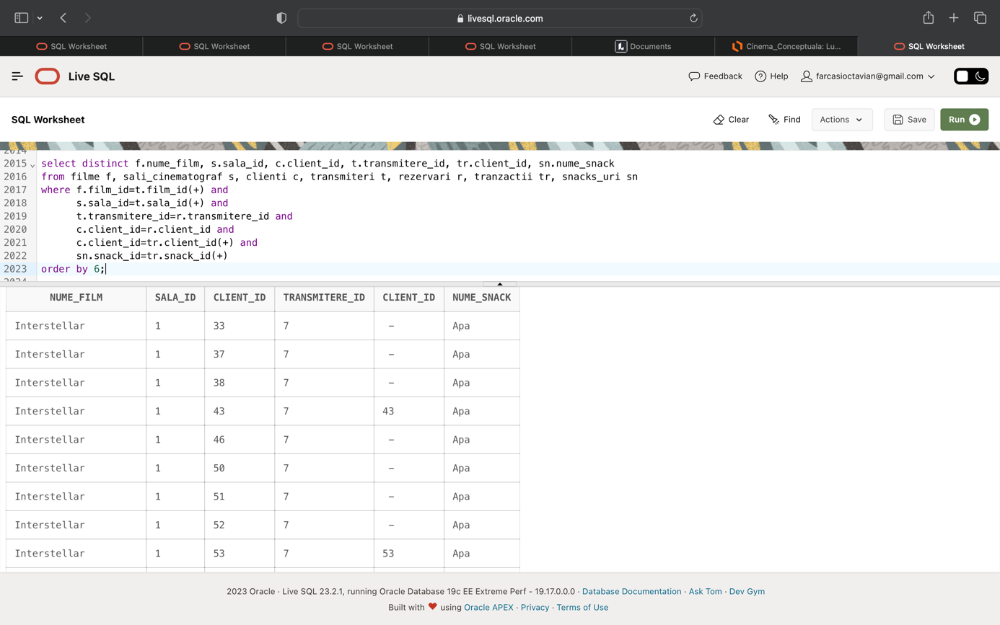 livesql.oracle.com
SQL Worksheet SQL Worksheet SQL Worksheet SQL Worksheet Documents Cinema_Conceptuala: Lu... SQL Worksheet
Live SQL Feedback Help farcasioctavian@gmail.com
SQL Worksheet Clear Find Actions Save Run
2014
2015 select distinct f.nume_film, s.sala_id, c.client_id, t.transmitere_id, tr.client_id, sn.nume_snack
2016 from filme f, sali_cinematograf s, clienti c, transmiteri t, rezervari r, tranzactii tr, snacks_uri sn
2017 where f.film_id=t.film_id(+) and
2018 s.sala_id=t.sala_id(+) and
2019 t.transmitere_id=r.transmitere_id and
2020 c.client_id=r.client_id and
2021 c.client_id=tr.client_id(+) and
2022 sn.snack_id=tr.snack_id(+)
2023 order by 6;
2024
NUME_FILM SALA_ID CLIENT_ID TRANSMITERE_ID CLIENT_ID NUME_SNACK
Interstellar 1 33 7 – Apa
Interstellar 1 37 7 – Apa
Interstellar 1 38 7 – Apa
Interstellar 1 43 7 43 Apa
Interstellar 1 46 7 – Apa
Interstellar 1 50 7 – Apa
Interstellar 1 51 7 – Apa
Interstellar 1 52 7 – Apa
Interstellar 1 53 7 53 Apa
2023 Oracle · Live SQL 23.2.1, running Oracle Database 19c EE Extreme Perf - 19.17.0.0.0 · Database Documentation · Ask Tom · Dev Gym
Built with ❤ using Oracle APEX · Privacy · Terms of Use